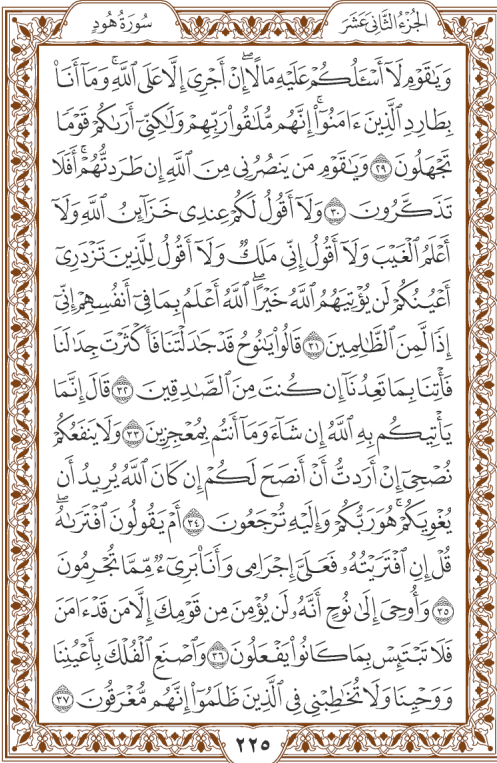 الجزء الثاني عشر
سورة هود
وَيَٰقَوْمِ لَآ أَسْـَٔلُكُمْ عَلَيْهِ مَالًا ۖ إِنْ أَجْرِىَ إِلَّا عَلَى ٱللَّهِ ۚ وَمَآ أَنَا۠
بِطَارِدِ ٱلَّذِينَ ءَامَنُوٓا۟ ۚ إِنَّهُم مُّلَٰقُوا۟ رَبِّهِمْ وَلَٰكِنِّىٓ أَرَىٰكُمْ قَوْمًا
تَجْهَلُونَ ٢٩ وَيَٰقَوْمِ مَن يَنصُرُنِى مِنَ ٱللَّهِ إِن طَرَدتُّهُمْ ۚ أَفَلَا
تَذَكَّرُونَ ٣٠ وَلَآ أَقُولُ لَكُمْ عِندِى خَزَآئِنُ ٱللَّهِ وَلَآ
أَعْلَمُ ٱلْغَيْبَ وَلَآ أَقُولُ إِنِّى مَلَكٌ وَلَآ أَقُولُ لِلَّذِينَ تَزْدَرِىٓ
أَعْيُنُكُمْ لَن يُؤْتِيَهُمُ ٱللَّهُ خَيْرًا ۖ ٱللَّهُ أَعْلَمُ بِمَا فِىٓ أَنفُسِهِمْ ۖ إِنِّىٓ
إِذًا لَّمِنَ ٱلظَّٰلِمِينَ ٣١ قَالُوا۟ يَٰنُوحُ قَدْ جَٰدَلْتَنَا فَأَكْثَرْتَ جِدَٰلَنَا
فَأْتِنَا بِمَا تَعِدُنَآ إِن كُنتَ مِنَ ٱلصَّٰدِقِينَ ٣٢ قَالَ إِنَّمَا
يَأْتِيكُم بِهِ ٱللَّهُ إِن شَآءَ وَمَآ أَنتُم بِمُعْجِزِينَ ٣٣ وَلَا يَنفَعُكُمْ
نُصْحِىٓ إِنْ أَرَدتُّ أَنْ أَنصَحَ لَكُمْ إِن كَانَ ٱللَّهُ يُرِيدُ أَن
يُغْوِيَكُمْ ۚ هُوَ رَبُّكُمْ وَإِلَيْهِ تُرْجَعُونَ ٣٤ أَمْ يَقُولُونَ ٱفْتَرَىٰهُ ۖ
قُلْ إِنِ ٱفْتَرَيْتُهُۥ فَعَلَىَّ إِجْرَامِى وَأَنَا۠ بَرِىٓءٌ مِّمَّا تُجْرِمُونَ
٣٥ وَأُوحِىَ إِلَىٰ نُوحٍ أَنَّهُۥ لَن يُؤْمِنَ مِن قَوْمِكَ إِلَّا مَن قَدْ ءَامَنَ
فَلَا تَبْتَئِسْ بِمَا كَانُوا۟ يَفْعَلُونَ ٣٦ وَٱصْنَعِ ٱلْفُلْكَ بِأَعْيُنِنَا
وَوَحْيِنَا وَلَا تُخَٰطِبْنِى فِى ٱلَّذِينَ ظَلَمُوٓا۟ ۚ إِنَّهُم مُّغْرَقُونَ ٣٧
٢٢٥